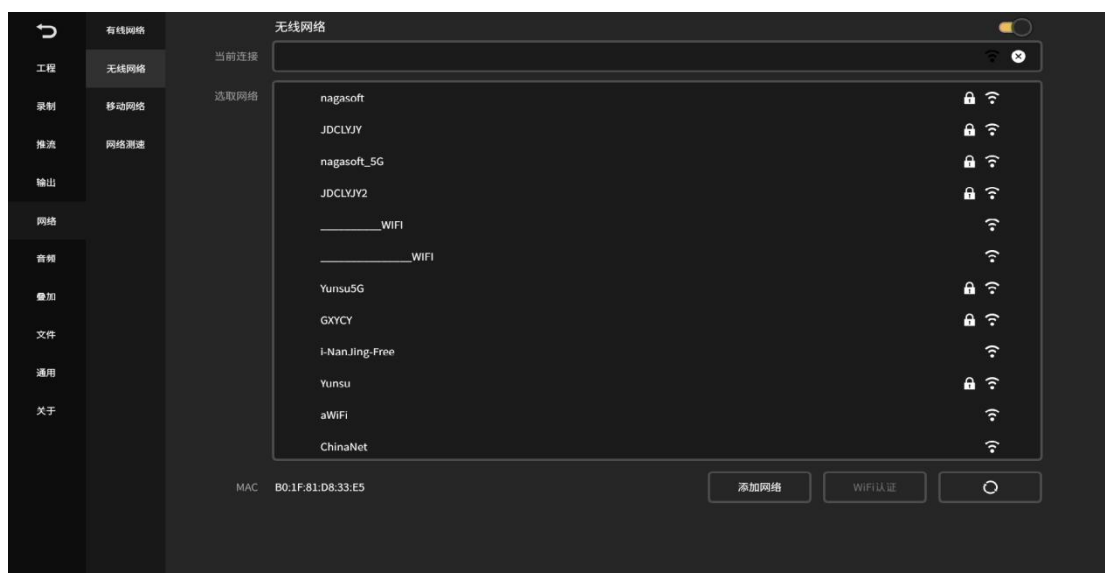 工程
录制
推流
输出
网络
音频
叠加
文件
通用
关于
有线网络
无线网络
移动网络
网络测速
无线网络
当前连接
选取网络
nagasoft
JDCLYJY
nagasoft_5G
JDCLYJY2
__________WIFI
_______________WIFI
Yunsu5G
GXYCY
i-NanJing-Free
Yunsu
aWiFi
ChinaNet
MAC B0:1F:81:D8:33:E5 添加网络 WiFi认证